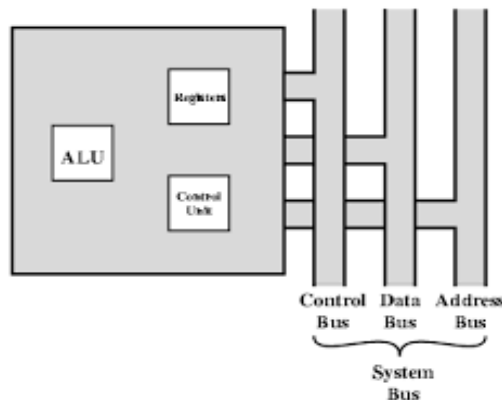 Registers
ALU
Control
Unit
Control Data Address
Bus Bus Bus
System
Bus